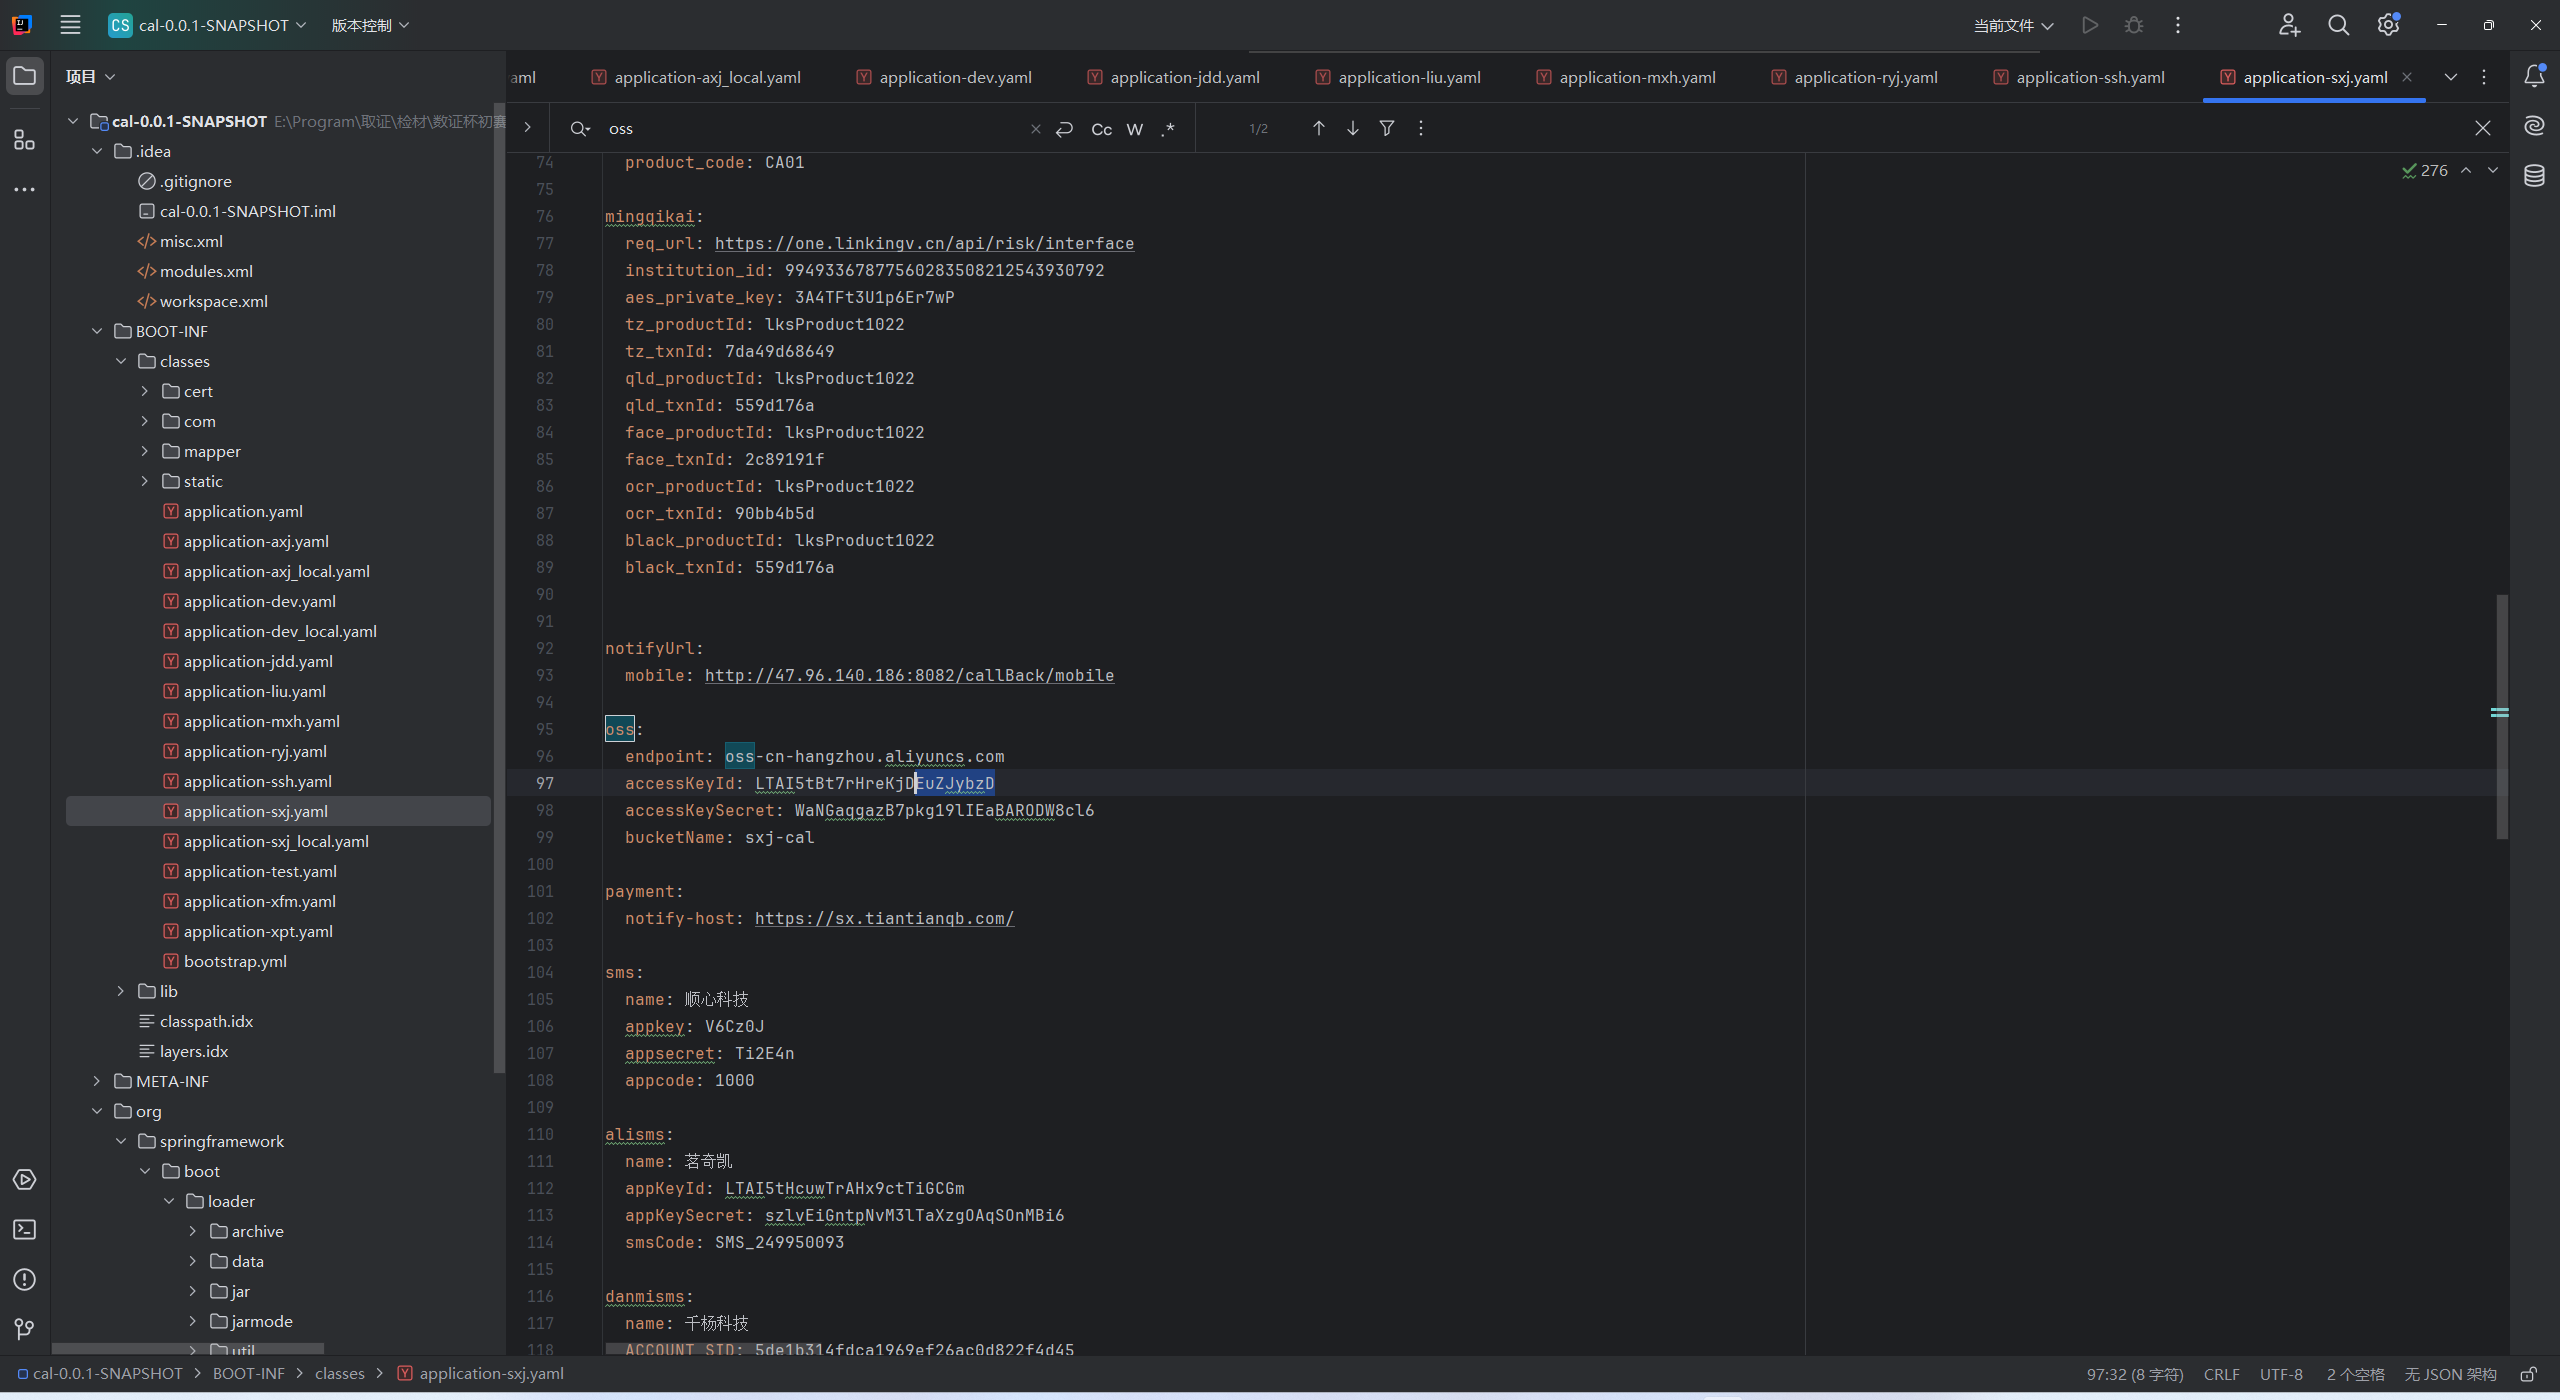 CS cal-0.0.1-SNAPSHOT 版本控制 当前文件
项目
aml application-axj_local.yaml application-dev.yaml application-jdd.yaml application-liu.yaml application-mxh.yaml application-ryj.yaml application-ssh.yaml application-sxj.yaml
oss Cc W .* 1/2
276
cal-0.0.1-SNAPSHOT E:\Program\取证\检材\数证杯初赛
.idea
.gitignore
cal-0.0.1-SNAPSHOT.iml
misc.xml
modules.xml
workspace.xml
BOOT-INF
classes
cert
com
mapper
static
application.yaml
application-axj.yaml
application-axj_local.yaml
application-dev.yaml
application-dev_local.yaml
application-jdd.yaml
application-liu.yaml
application-mxh.yaml
application-ryj.yaml
application-ssh.yaml
application-sxj.yaml
application-sxj_local.yaml
application-test.yaml
application-xfm.yaml
application-xpt.yaml
bootstrap.yml
lib
classpath.idx
layers.idx
META-INF
org
springframework
boot
loader
archive
data
jar
jarmode
util
74 product_code: CA01
75
76 mingqikai:
77 req_url: https://one.linkingv.cn/api/risk/interface
78 institution_id: 99493367877560283508212543930792
79 aes_private_key: 3A4TFt3U1p6Er7wP
80 tz_productId: lksProduct1022
81 tz_txnId: 7da49d68649
82 qld_productId: lksProduct1022
83 qld_txnId: 559d176a
84 face_productId: lksProduct1022
85 face_txnId: 2c89191f
86 ocr_productId: lksProduct1022
87 ocr_txnId: 90bb4b5d
88 black_productId: lksProduct1022
89 black_txnId: 559d176a
90
91
92 notifyUrl:
93 mobile: http://47.96.140.186:8082/callBack/mobile
94
95 oss:
96 endpoint: oss-cn-hangzhou.aliyuncs.com
97 accessKeyId: LTAI5tBt7rHreKjDEuZJybzD
98 accessKeySecret: WaNGaqgazB7pkg19lIEaBARODW8cl6
99 bucketName: sxj-cal
100
101 payment:
102 notify-host: https://sx.tiantianqb.com/
103
104 sms:
105 name: 顺心科技
106 appkey: V6Cz0J
107 appsecret: Ti2E4n
108 appcode: 1000
109
110 alisms:
111 name: 茗奇凯
112 appKeyId: LTAI5tHcuwTrAHx9ctTiGCGm
113 appKeySecret: szlvEiGntpNvM3lTaXzgOAqSOnMBi6
114 smsCode: SMS_249950093
115
116 danmisms:
117 name: 千杨科技
118 ACCOUNT_SID: 5de1b314fdca1969ef26ac0d822f4d45
cal-0.0.1-SNAPSHOT > BOOT-INF > classes > application-sxj.yaml 97:32 (8 字符) CRLF UTF-8 2 个空格 无 JSON 架构